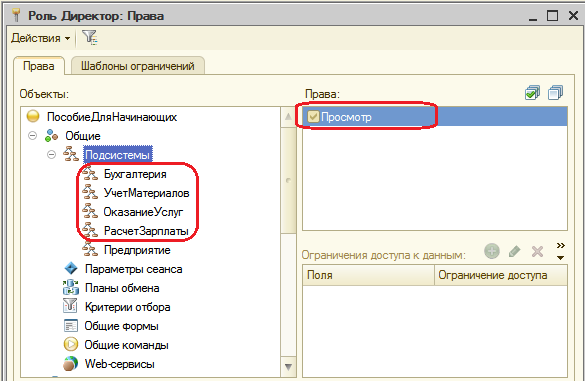 Роль Директор: Права
Действия
Права
Шаблоны ограничений
Объекты:
ПособиеДляНачинающих
Общие
Подсистемы
Бухгалтерия
УчетМатериалов
ОказаниеУслуг
РасчетЗарплаты
Предприятие
Параметры сеанса
Планы обмена
Критерии отбора
Общие формы
Общие команды
Web-сервисы
Права:
Просмотр
Ограничения доступа к данным:
Поля
Ограничение доступа